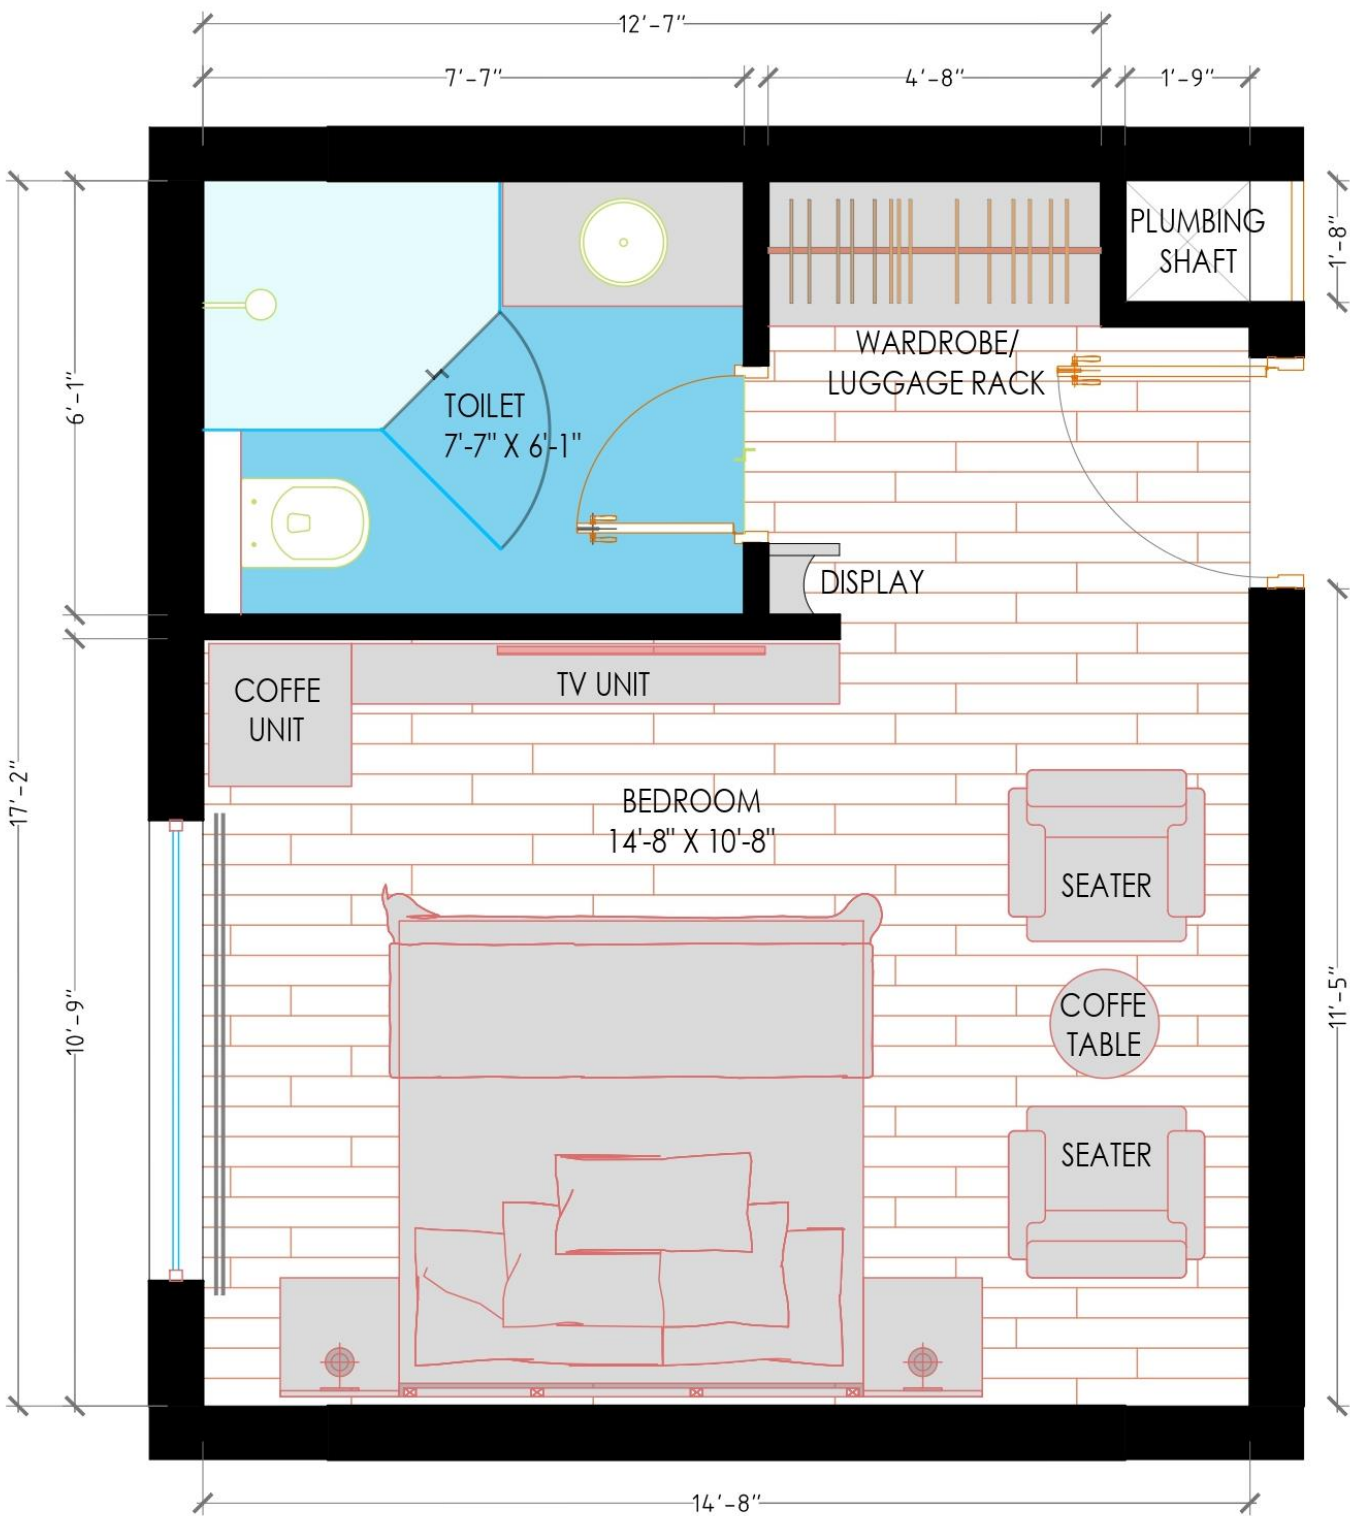 12'-7"
7'-7"
4'-8"
1'-9"
PLUMBING
SHAFT
1'-8"
WARDROBE/
LUGGAGE RACK
TOILET
7'-7" X 6'-1"
6'-1"
DISPLAY
COFFE
UNIT
TV UNIT
17'-2"
BEDROOM
14'-8" X 10'-8"
SEATER
10'-9"
COFFE
TABLE
11'-5"
SEATER
14'-8"